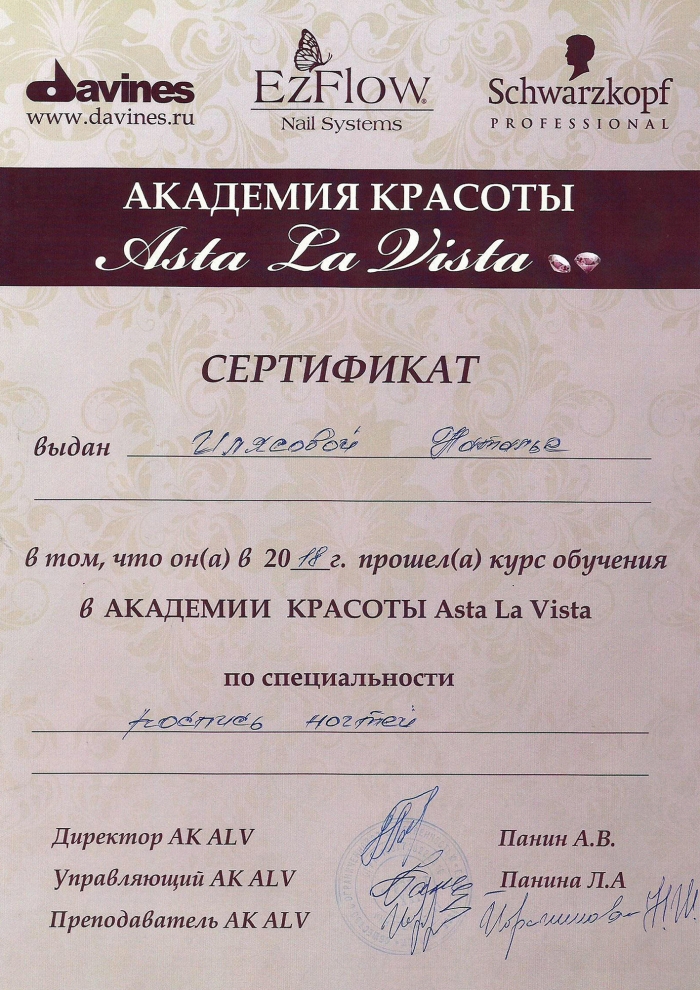 davines
www.davines.ru
EzFlow®
Nail Systems
Schwarzkopf
PROFESSIONAL
АКАДЕМИЯ КРАСОТЫ
Asta La Vista
СЕРТИФИКАТ
выдан Илясовой Наталье
в том, что он(а) в 2018 г. прошел(а) курс обучения
в АКАДЕМИИ КРАСОТЫ Asta La Vista
по специальности
роспись ногтей
Директор АК ALV Панин А.В.
Управляющий АК ALV Панина Л.А
Преподаватель АК ALV